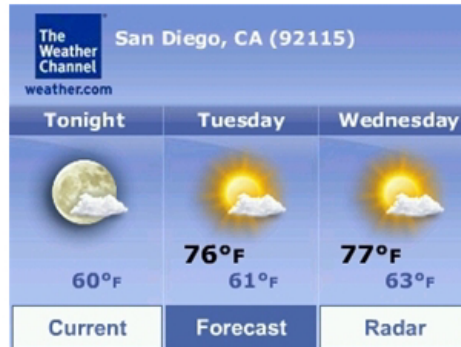 The
Weather
Channel
weather.com
San Diego, CA (92115)
Tonight Tuesday Wednesday
76°F 77°F
60°F 61°F 63°F
Current Forecast Radar